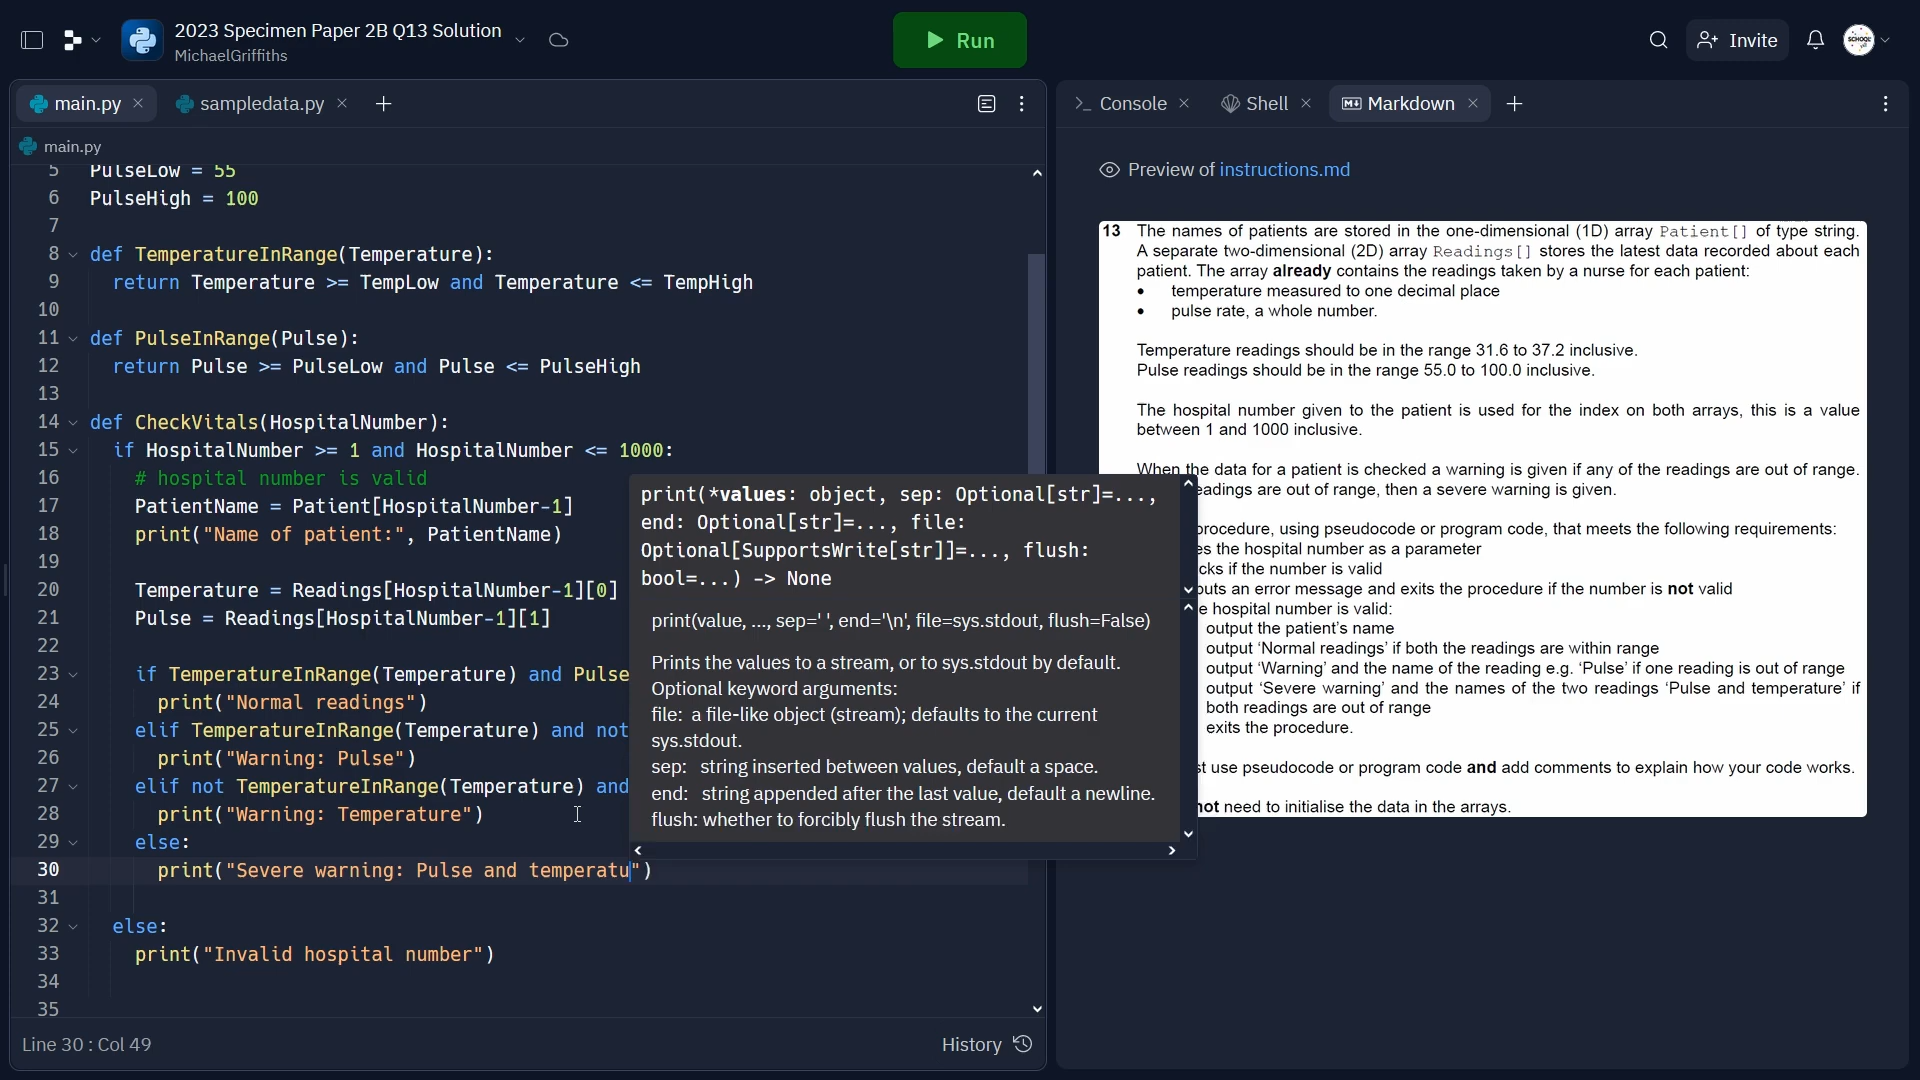 2023 Specimen Paper 2B Q13 Solution
MichaelGriffiths
Run
Invite
SCHOOL
main.py
sampledata.py
main.py
5 PulseLow = 55
6 PulseHigh = 100
7
8 def TemperatureInRange(Temperature):
9 return Temperature >= TempLow and Temperature <= TempHigh
10
11 def PulseInRange(Pulse):
12 return Pulse >= PulseLow and Pulse <= PulseHigh
13
14 def CheckVitals(HospitalNumber):
15 if HospitalNumber >= 1 and HospitalNumber <= 1000:
16 # hospital number is valid
17 PatientName = Patient[HospitalNumber-1]
18 print("Name of patient:", PatientName)
19
20 Temperature = Readings[HospitalNumber-1][0]
21 Pulse = Readings[HospitalNumber-1][1]
22
23 if TemperatureInRange(Temperature) and Pulse
24 print("Normal readings")
25 elif TemperatureInRange(Temperature) and not
26 print("Warning: Pulse")
27 elif not TemperatureInRange(Temperature) and
28 print("Warning: Temperature")
29 else:
30 print("Severe warning: Pulse and temperatu")
31
32 else:
33 print("Invalid hospital number")
34
35
Line 30 : Col 49
History
print(*values: object, sep: Optional[str]=...,
end: Optional[str]=..., file:
Optional[SupportsWrite[str]]=..., flush:
bool=...) -> None
print(value, ..., sep=' ', end='\n', file=sys.stdout, flush=False)
Prints the values to a stream, or to sys.stdout by default.
Optional keyword arguments:
file: a file-like object (stream); defaults to the current
sys.stdout.
sep: string inserted between values, default a space.
end: string appended after the last value, default a newline.
flush: whether to forcibly flush the stream.
Console
Shell
Markdown
Preview of instructions.md
13 The names of patients are stored in the one-dimensional (1D) array Patient[] of type string.
A separate two-dimensional (2D) array Readings[] stores the latest data recorded about each
patient. The array already contains the readings taken by a nurse for each patient:
• temperature measured to one decimal place
• pulse rate, a whole number.
Temperature readings should be in the range 31.6 to 37.2 inclusive.
Pulse readings should be in the range 55.0 to 100.0 inclusive.
The hospital number given to the patient is used for the index on both arrays, this is a value
between 1 and 1000 inclusive.
When the data for a patient is checked a warning is given if any of the readings are out of range.
eadings are out of range, then a severe warning is given.
procedure, using pseudocode or program code, that meets the following requirements:
es the hospital number as a parameter
cks if the number is valid
puts an error message and exits the procedure if the number is not valid
e hospital number is valid:
output the patient's name
output 'Normal readings' if both the readings are within range
output 'Warning' and the name of the reading e.g. 'Pulse' if one reading is out of range
output 'Severe warning' and the names of the two readings 'Pulse and temperature' if
both readings are out of range
exits the procedure.
st use pseudocode or program code and add comments to explain how your code works.
not need to initialise the data in the arrays.